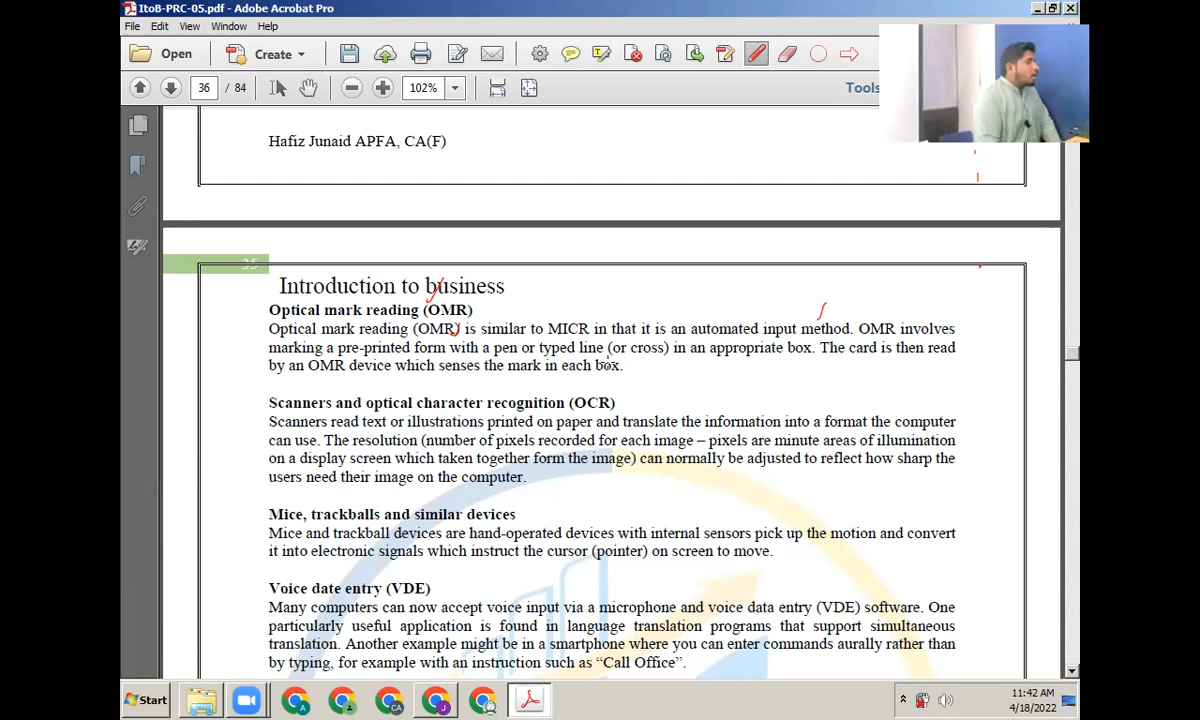 ItoB-PRC-05.pdf - Adobe Acrobat Pro
File Edit View Window Help
Open Create
36 / 84 102% Tools
Hafiz Junaid APFA, CA(F)
35
Introduction to business
Optical mark reading (OMR)
Optical mark reading (OMR) is similar to MICR in that it is an automated input method. OMR involves
marking a pre-printed form with a pen or typed line (or cross) in an appropriate box. The card is then read
by an OMR device which senses the mark in each box.
Scanners and optical character recognition (OCR)
Scanners read text or illustrations printed on paper and translate the information into a format the computer
can use. The resolution (number of pixels recorded for each image – pixels are minute areas of illumination
on a display screen which taken together form the image) can normally be adjusted to reflect how sharp the
users need their image on the computer.
Mice, trackballs and similar devices
Mice and trackball devices are hand-operated devices with internal sensors pick up the motion and convert
it into electronic signals which instruct the cursor (pointer) on screen to move.
Voice date entry (VDE)
Many computers can now accept voice input via a microphone and voice data entry (VDE) software. One
particularly useful application is found in language translation programs that support simultaneous
translation. Another example might be in a smartphone where you can enter commands aurally rather than
by typing, for example with an instruction such as “Call Office”.
Start
11:42 AM
4/18/2022